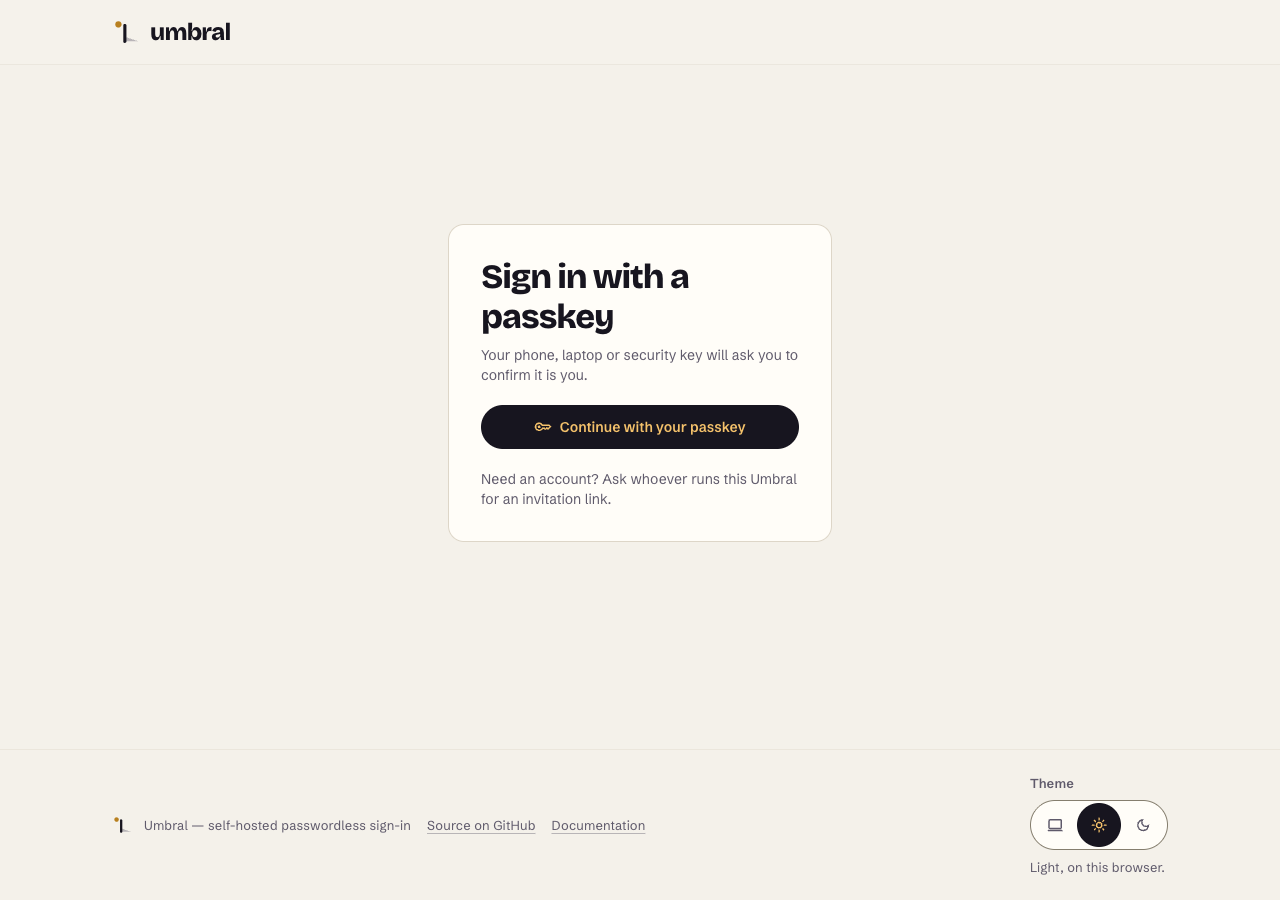 umbral
Sign in with a
passkey
Your phone, laptop or security key will ask you to
confirm it is you.
Continue with your passkey
Need an account? Ask whoever runs this Umbral
for an invitation link.
Theme
Umbral — self-hosted passwordless sign-in Source on GitHub Documentation
Light, on this browser.